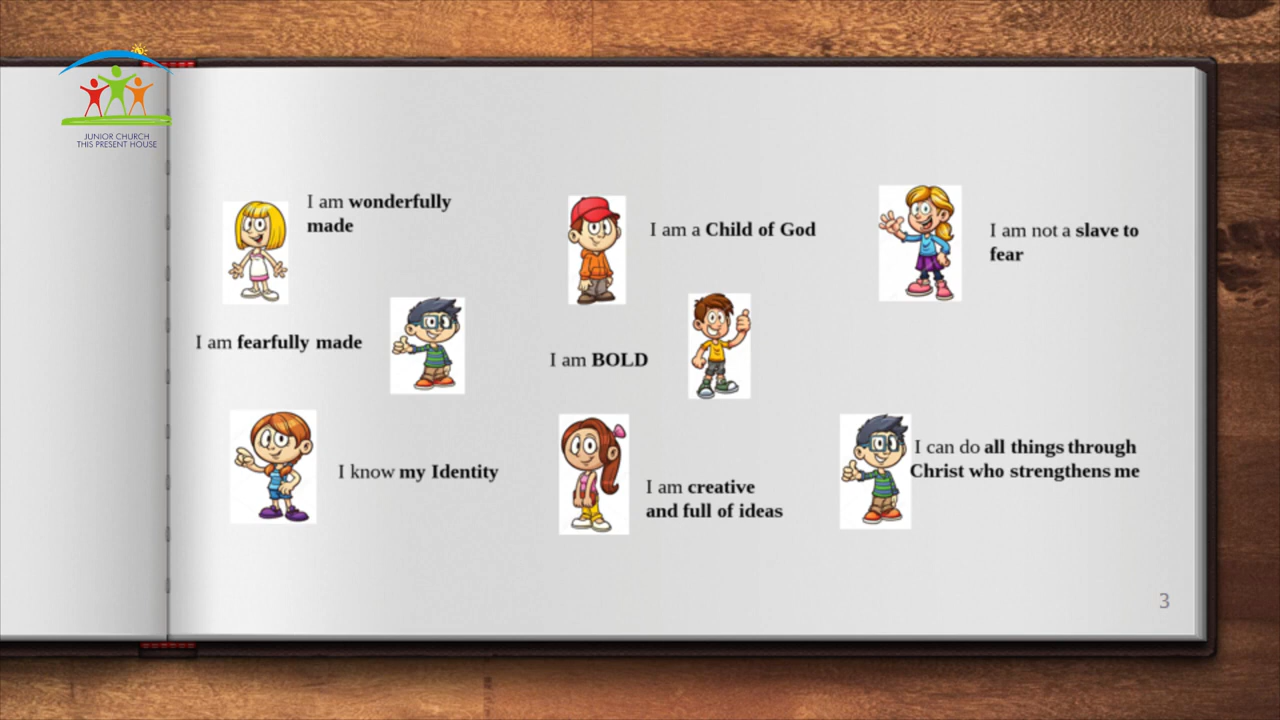 JUNIOR CHURCH
THIS PRESENT HOUSE
I am wonderfully
made
I am a Child of God
I am not a slave to
fear
I am fearfully made
I am BOLD
I know my Identity
I am creative
and full of ideas
I can do all things through
Christ who strengthens me
3